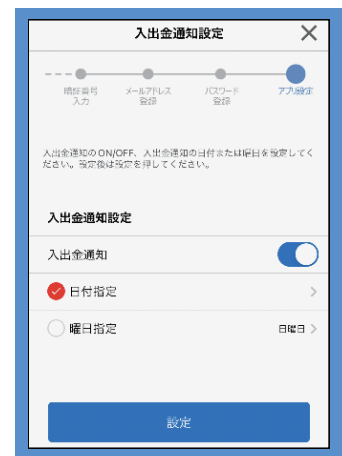 入出金通知設定
暗証番号
入力
メールアドレス
登録
パスワード
登録
アプリ設定
入出金通知のON/OFF、入出金通知の日付または曜日を設定してく
ださい。設定後は設定を押してください。
入出金通知設定
入出金通知
日付指定
曜日指定
日曜日
設定